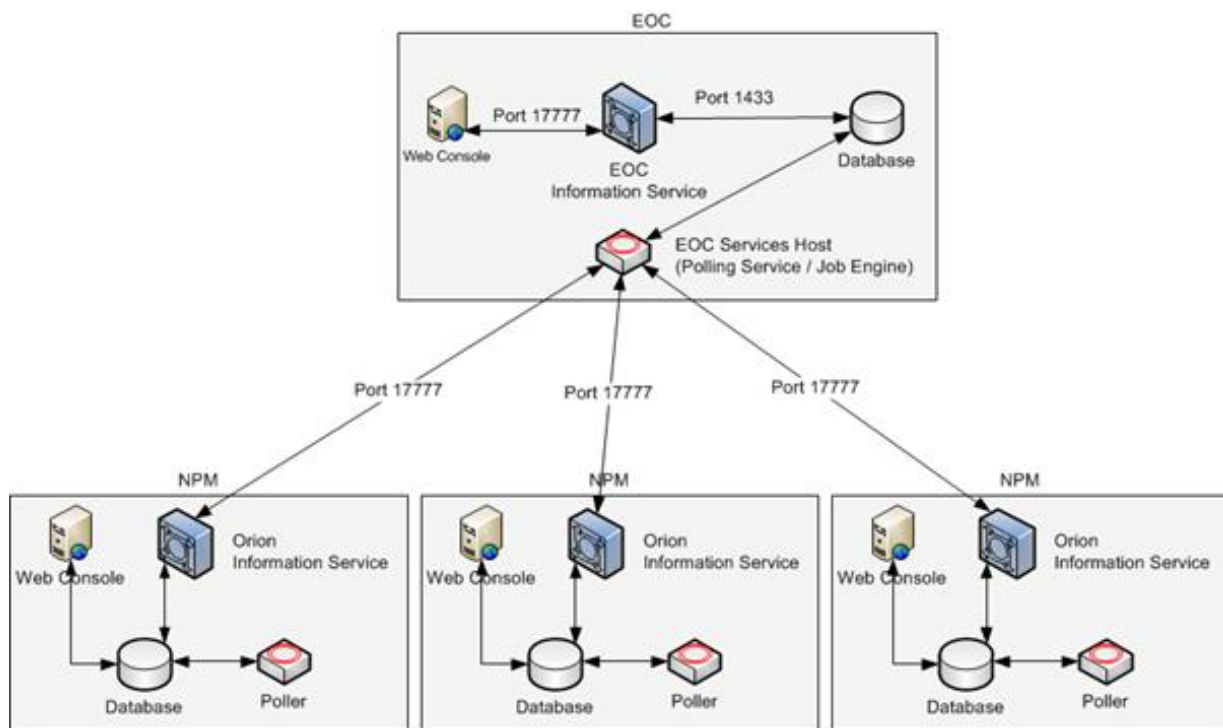 EOC
Port 17777
Port 1433
Web Console
EOC
Information Service
Database
EOC Services Host
(Polling Service / Job Engine)
Port 17777
Port 17777
Port 17777
NPM
Web Console
Orion
Information Service
Database
Poller
NPM
Web Console
Orion
Information Service
Database
Poller
NPM
Web Console
Orion
Information Service
Database
Poller